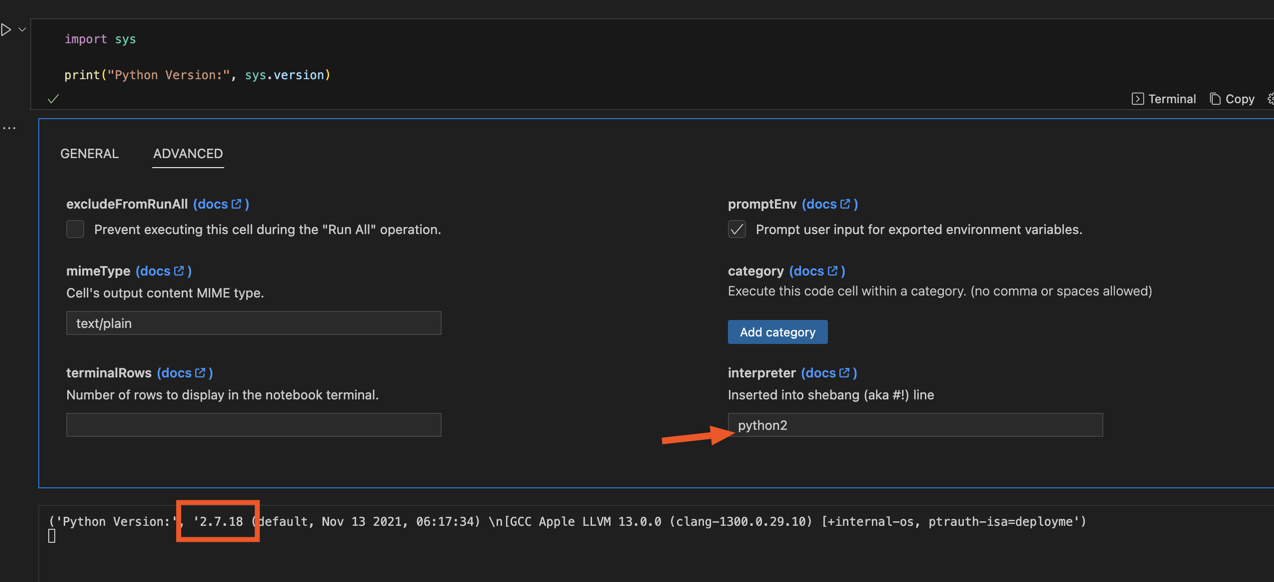 import sys
print("Python Version:", sys.version)
Terminal Copy
...
GENERAL ADVANCED
excludeFromRunAll (docs )
promptEnv (docs )
Prevent executing this cell during the "Run All" operation.
Prompt user input for exported environment variables.
mimeType (docs )
category (docs )
Cell's output content MIME type.
Execute this code cell within a category. (no comma or spaces allowed)
text/plain
Add category
terminalRows (docs )
interpreter (docs )
Number of rows to display in the notebook terminal.
Inserted into shebang (aka #!) line
python2
('Python Version:', '2.7.18 (default, Nov 13 2021, 06:17:34) \n[GCC Apple LLVM 13.0.0 (clang-1300.0.29.10) [+internal-os, ptrauth-isa=deployme')